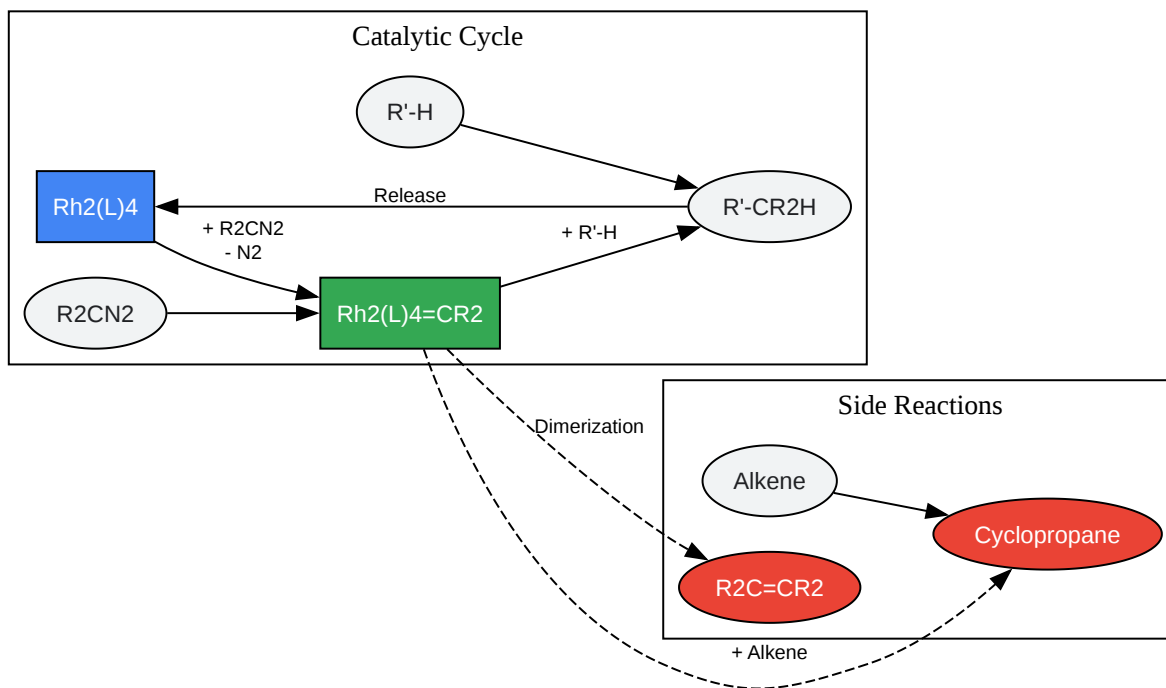 Catalytic Cycle
R'-H
Rh2(L)4
Release
R'-CR2H
+ R2CN2
- N2
+ R'-H
R2CN2
Rh2(L)4=CR2
Side Reactions
Dimerization
Alkene
Cyclopropane
R2C=CR2
+ Alkene